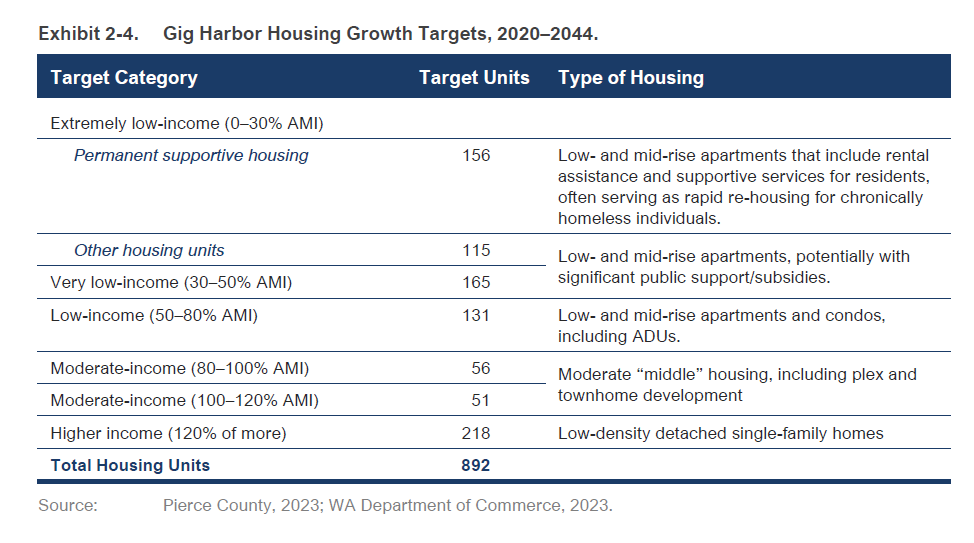 Exhibit 2-4. Gig Harbor Housing Growth Targets, 2020–2044.
Target Category Target Units Type of Housing
Extremely low-income (0–30% AMI)
Permanent supportive housing 156 Low- and mid-rise apartments that include rental
assistance and supportive services for residents,
often serving as rapid re-housing for chronically
homeless individuals.
Other housing units 115
Low- and mid-rise apartments, potentially with
significant public support/subsidies.
Very low-income (30–50% AMI) 165
Low-income (50–80% AMI) 131 Low- and mid-rise apartments and condos,
including ADUs.
Moderate-income (80–100% AMI) 56
Moderate “middle” housing, including plex and
townhome development
Moderate-income (100–120% AMI) 51
Higher income (120% of more) 218 Low-density detached single-family homes
Total Housing Units 892
Source: Pierce County, 2023; WA Department of Commerce, 2023.